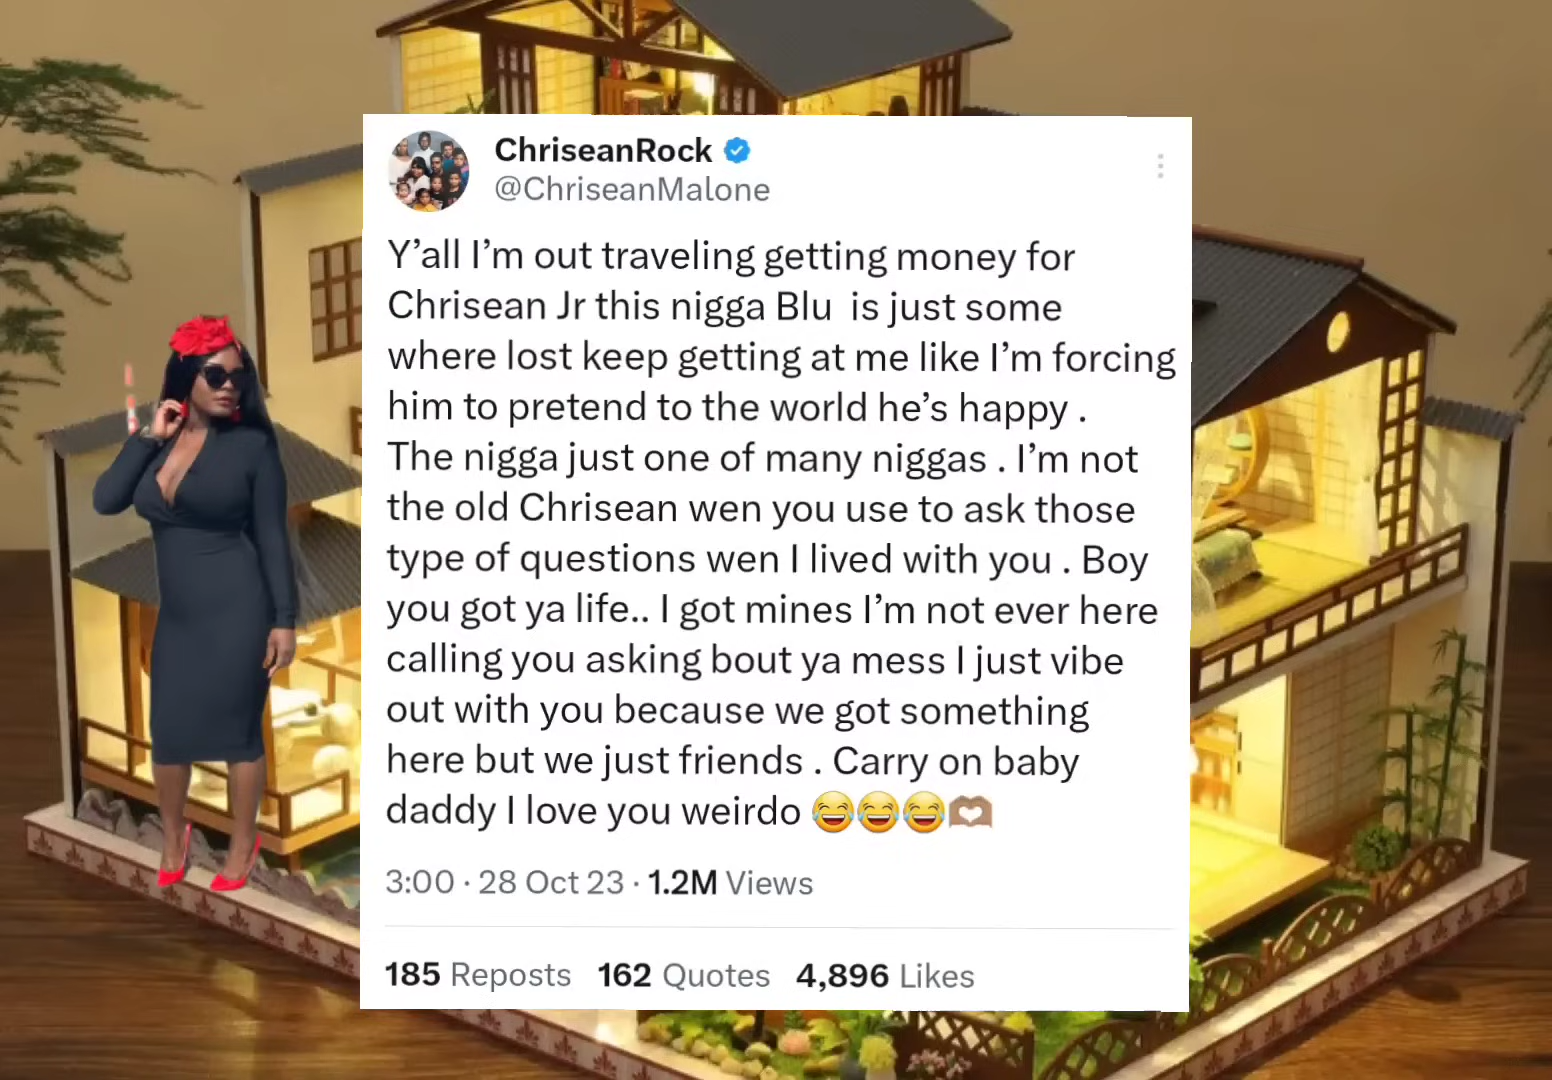 ChriseanRock
@ChriseanMalone
Y’all I’m out traveling getting money for
Chrisean Jr this nigga Blu  is just some
where lost keep getting at me like I’m forcing
him to pretend to the world he’s happy .
The nigga just one of many niggas . I’m not
the old Chrisean wen you use to ask those
type of questions wen I lived with you . Boy
you got ya life.. I got mines I’m not ever here
calling you asking bout ya mess I just vibe
out with you because we got something
here but we just friends . Carry on baby
daddy I love you weirdo 😂😂😂🫶🏽
3:00 · 28 Oct 23 · 1.2M Views
185 Reposts 162 Quotes 4,896 Likes